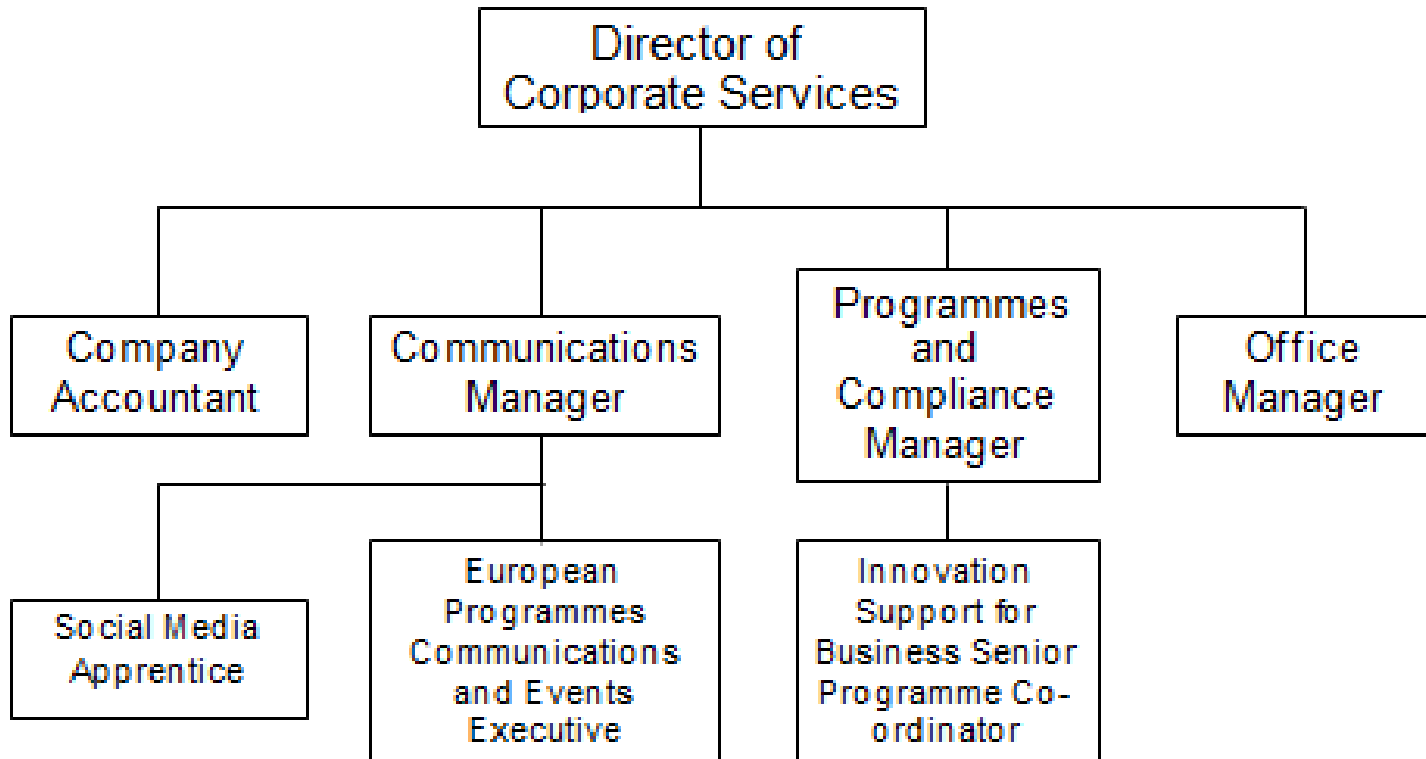 Director of
Corporate Services
Company
Accountant
Communications
Manager
Programmes
and
Compliance
Manager
Office
Manager
Social Media
Apprentice
European
Programmes
Communications
and Events
Executive
Innovation
Support for
Business Senior
Programme Co-
ordinator